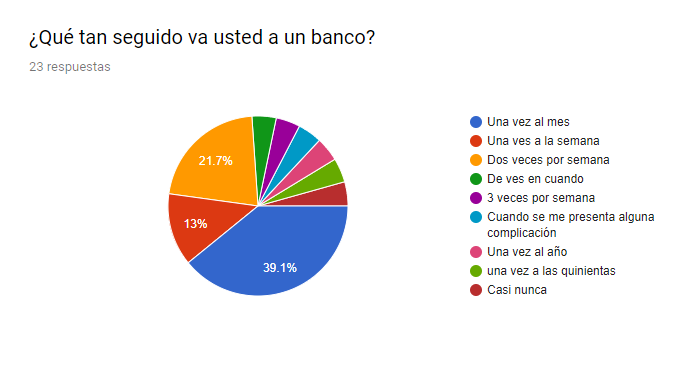 ¿Qué tan seguido va usted a un banco?
23 respuestas
Una vez al mes
Una ves a la semana
Dos veces por semana
De ves en cuando
3 veces por semana
Cuando se me presenta alguna
complicación
Una vez al año
una vez a las quinientas
Casi nunca
21.7%
13%
39.1%